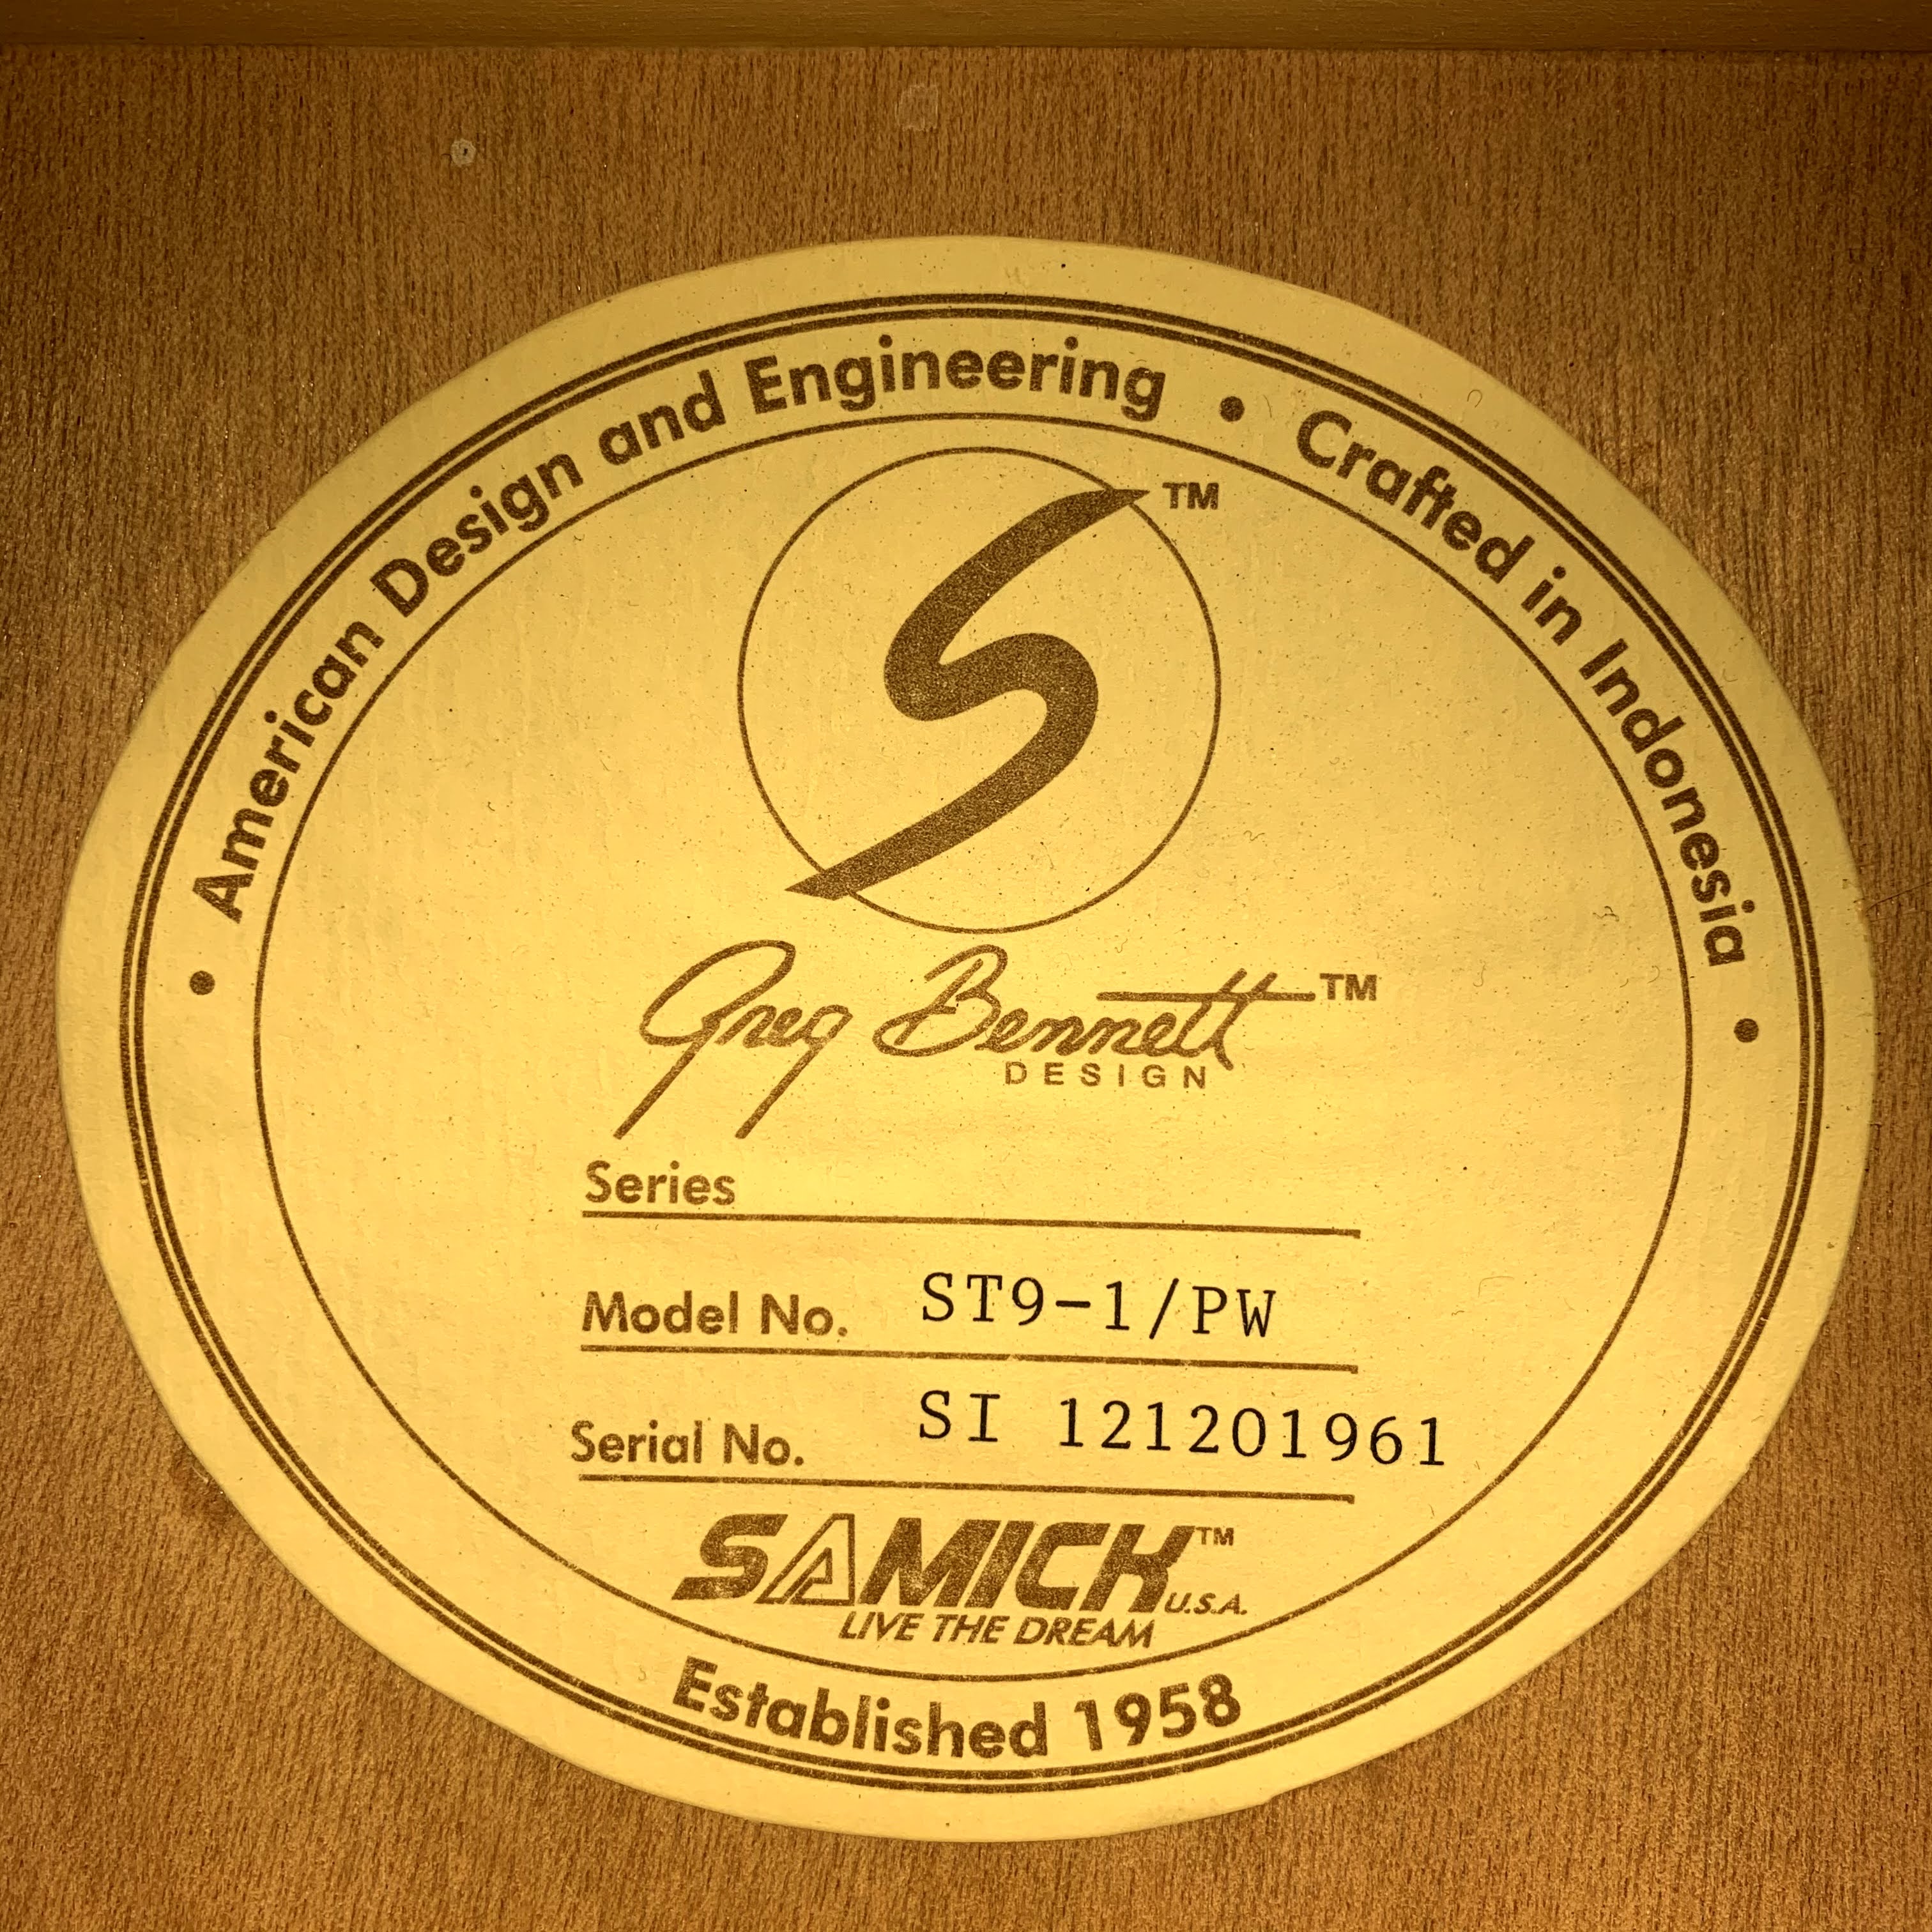 • American Design and Engineering • Crafted in Indonesia •
S™
Greg Bennett™
DESIGN
Series
Model No. ST9-1/PW
Serial No. SI 121201961
SAMICK™
U.S.A.
LIVE THE DREAM
Established 1958